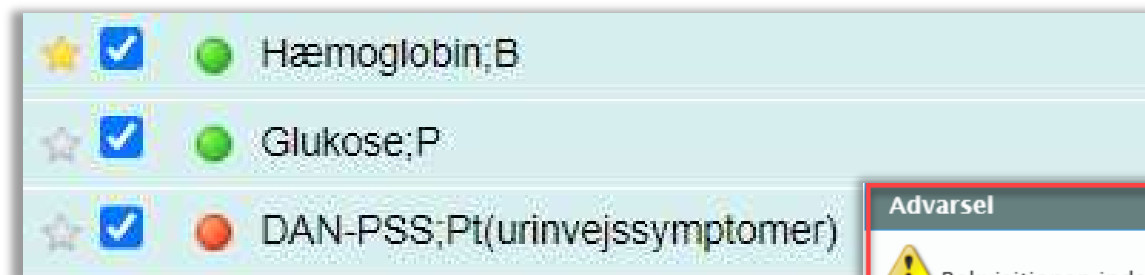 Hæmoglobin;B
Glukose;P
DAN-PSS;Pt(urinvejssymptomer)
Advarsel